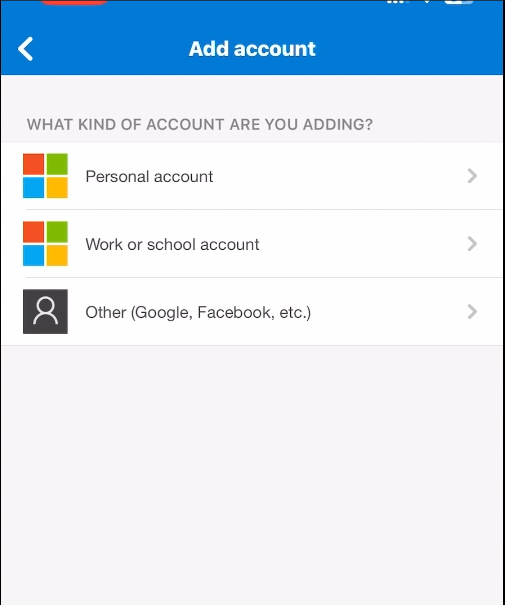 Add account
WHAT KIND OF ACCOUNT ARE YOU ADDING?
Personal account
Work or school account
Other (Google, Facebook, etc.)